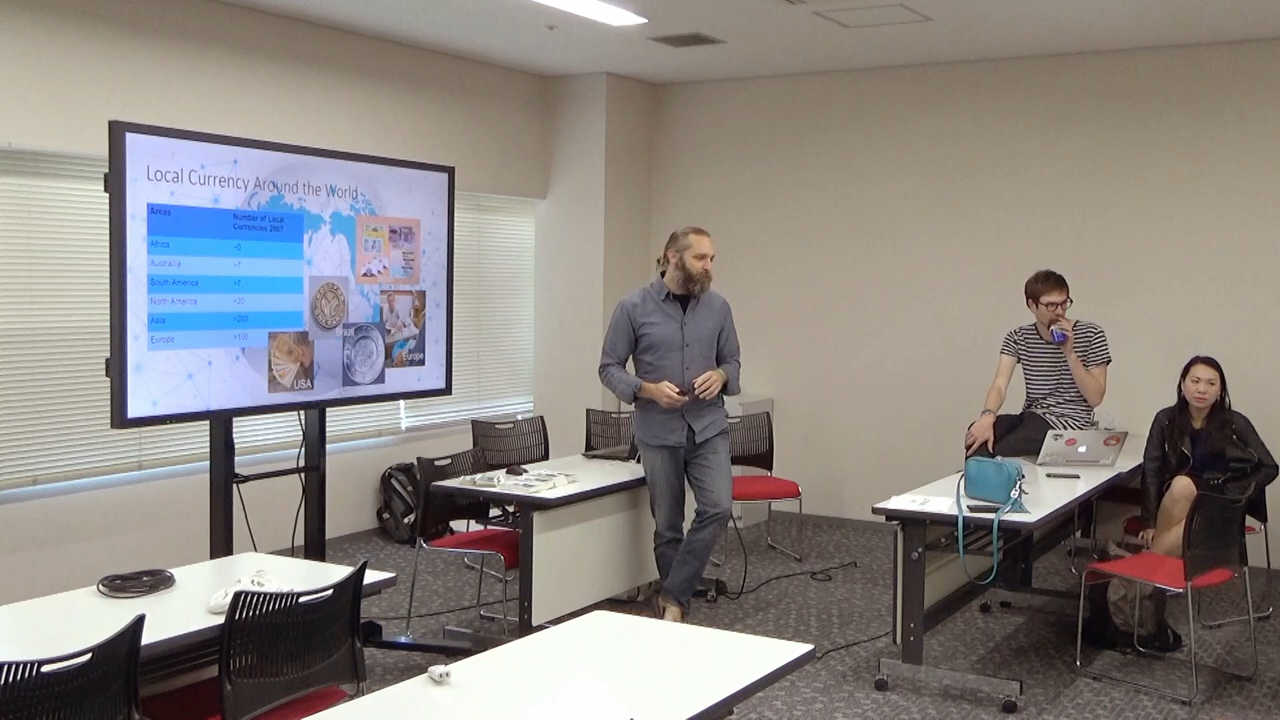 Local Currency Around the World
Areas Number of Local
Currencies 2007
Africa ~0
Australia >7
South America >7
North America >20
Asia >200
Europe >100
Europe
USA